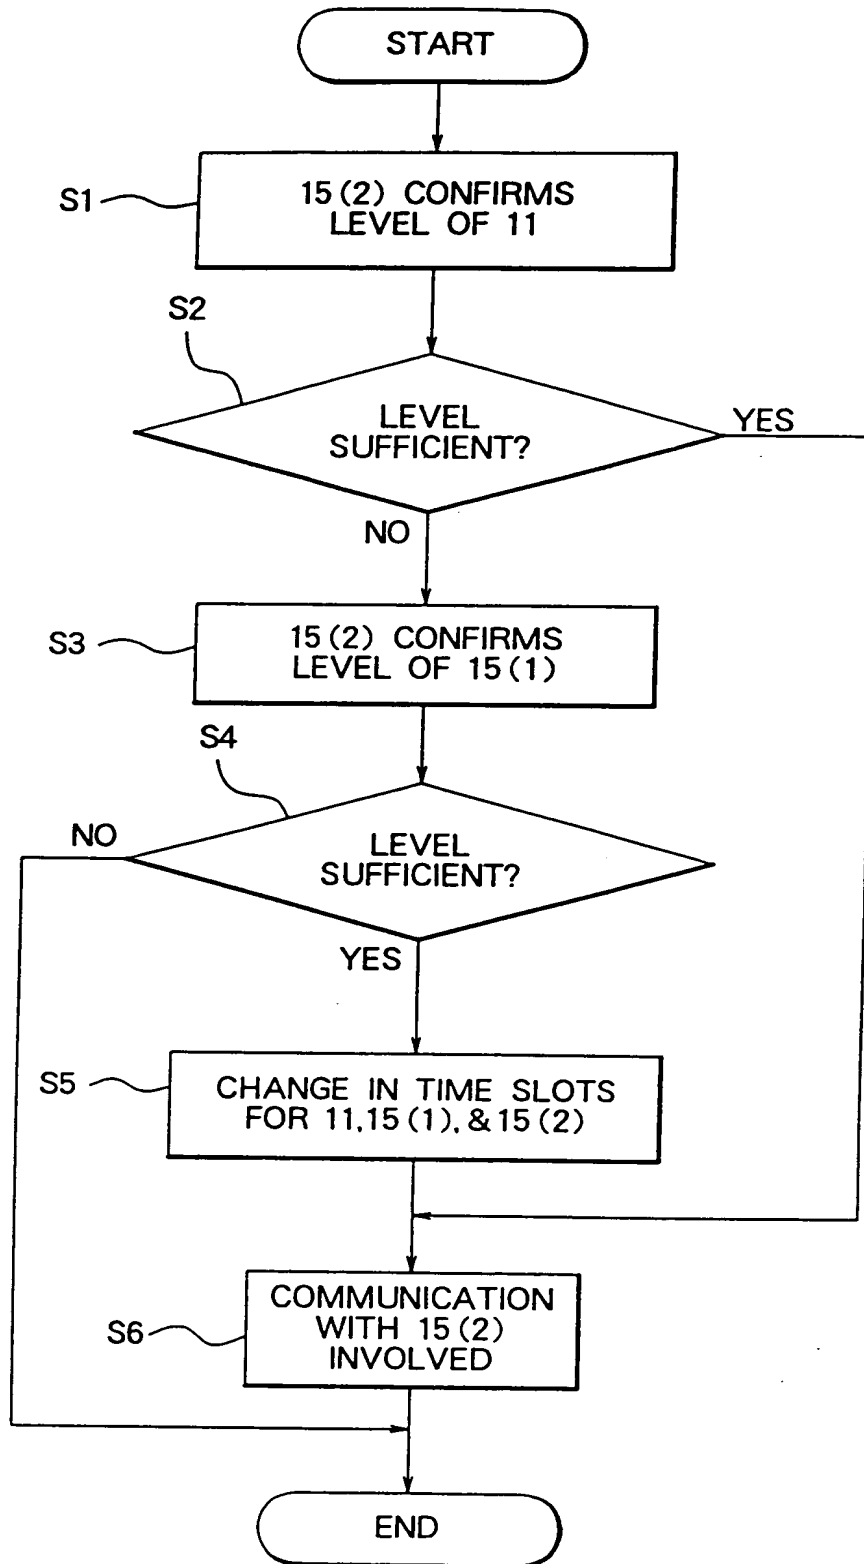 START
S1
15(2) CONFIRMS
LEVEL OF 11
S2
LEVEL
SUFFICIENT?
YES
NO
S3
15(2) CONFIRMS
LEVEL OF 15(1)
S4
NO
LEVEL
SUFFICIENT?
YES
S5
CHANGE IN TIME SLOTS
FOR 11,15(1),&15(2)
S6
COMMUNICATION
WITH 15(2)
INVOLVED
END